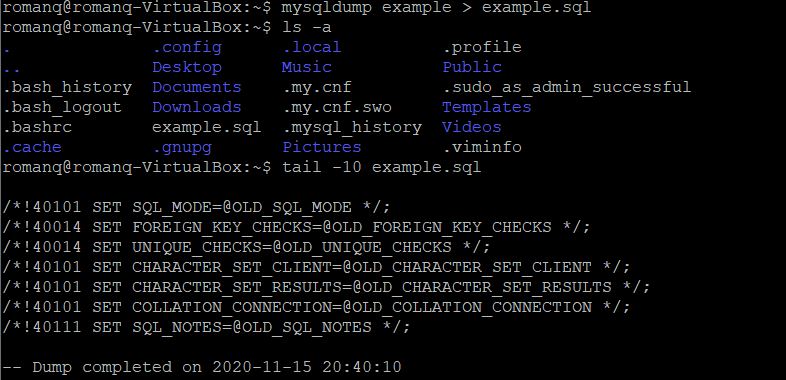 romanq@romanq-VirtualBox:~$ mysqldump example > example.sql
romanq@romanq-VirtualBox:~$ ls -a
.              .config      .local          .profile
..             Desktop      Music           Public
.bash_history  Documents    .my.cnf         .sudo_as_admin_successful
.bash_logout   Downloads    .my.cnf.swo     Templates
.bashrc        example.sql  .mysql_history  Videos
.cache         .gnupg       Pictures        .viminfo
romanq@romanq-VirtualBox:~$ tail -10 example.sql
/*!40101 SET SQL_MODE=@OLD_SQL_MODE */;
/*!40014 SET FOREIGN_KEY_CHECKS=@OLD_FOREIGN_KEY_CHECKS */;
/*!40014 SET UNIQUE_CHECKS=@OLD_UNIQUE_CHECKS */;
/*!40101 SET CHARACTER_SET_CLIENT=@OLD_CHARACTER_SET_CLIENT */;
/*!40101 SET CHARACTER_SET_RESULTS=@OLD_CHARACTER_SET_RESULTS */;
/*!40101 SET COLLATION_CONNECTION=@OLD_COLLATION_CONNECTION */;
/*!40111 SET SQL_NOTES=@OLD_SQL_NOTES */;
-- Dump completed on 2020-11-15 20:40:10